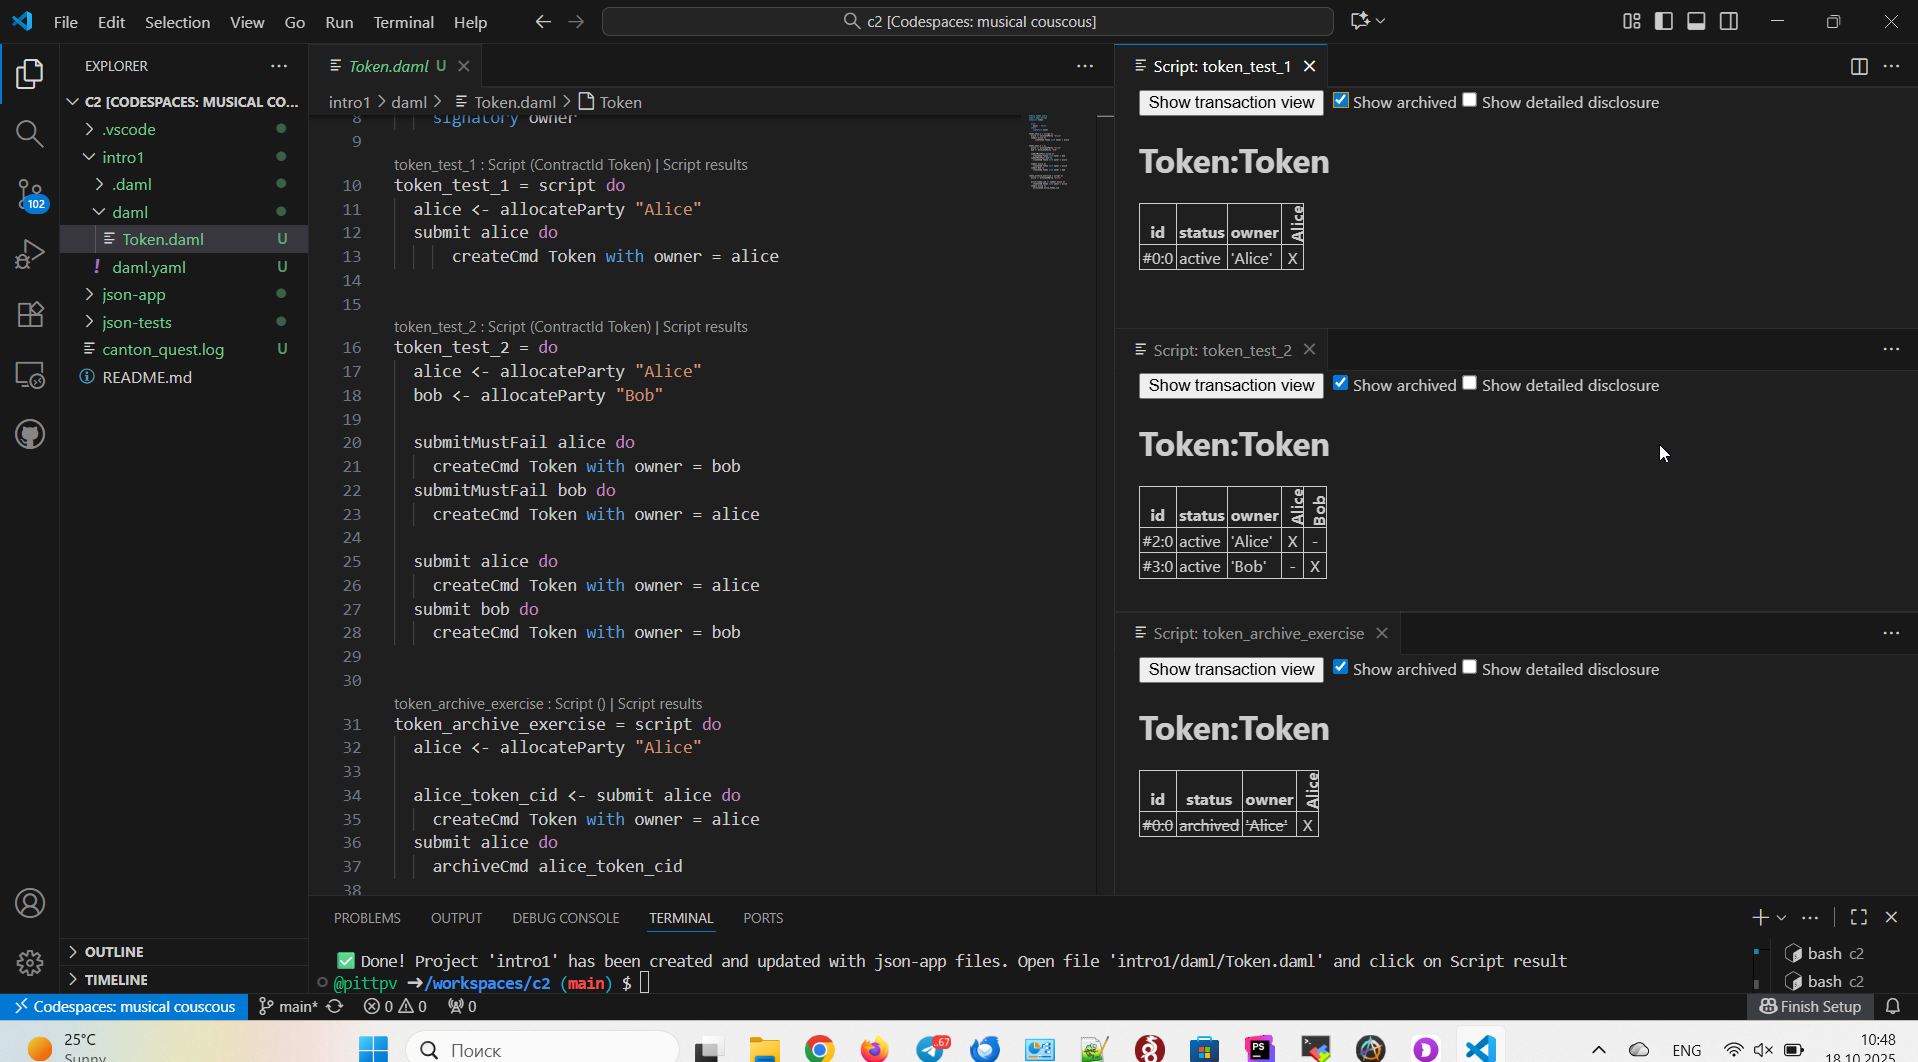 File Edit Selection View Go Run Terminal Help
c2 [Codespaces: musical couscous]
EXPLORER
C2 [CODESPACES: MUSICAL CO...
.vscode
intro1
.daml
daml
Token.daml U
daml.yaml U
json-app
json-tests
canton_quest.log U
README.md
102
OUTLINE
TIMELINE
Token.daml U
intro1 > daml > Token.daml > Token
8 signatory owner
9
token_test_1 : Script (ContractId Token) | Script results
10 token_test_1 = script do
11 alice <- allocateParty "Alice"
12 submit alice do
13 createCmd Token with owner = alice
14
15
token_test_2 : Script (ContractId Token) | Script results
16 token_test_2 = do
17 alice <- allocateParty "Alice"
18 bob <- allocateParty "Bob"
19
20 submitMustFail alice do
21 createCmd Token with owner = bob
22 submitMustFail bob do
23 createCmd Token with owner = alice
24
25 submit alice do
26 createCmd Token with owner = alice
27 submit bob do
28 createCmd Token with owner = bob
29
30
token_archive_exercise : Script () | Script results
31 token_archive_exercise = script do
32 alice <- allocateParty "Alice"
33
34 alice_token_cid <- submit alice do
35 createCmd Token with owner = alice
36 submit alice do
37 archiveCmd alice_token_cid
38
Script: token_test_1
Show transaction view Show archived Show detailed disclosure
Token:Token
id status owner Alice
#0:0 active 'Alice' X
Script: token_test_2
Show transaction view Show archived Show detailed disclosure
Token:Token
id status owner Alice Bob
#2:0 active 'Alice' X -
#3:0 active 'Bob' - X
Script: token_archive_exercise
Show transaction view Show archived Show detailed disclosure
Token:Token
id status owner Alice
#0:0 archived 'Alice' X
PROBLEMS OUTPUT DEBUG CONSOLE TERMINAL PORTS
Done! Project 'intro1' has been created and updated with json-app files. Open file 'intro1/daml/Token.daml' and click on Script result
@pittpv ➜/workspaces/c2 (main) $
bash c2
bash c2
Codespaces: musical couscous main* 0 0 0 Finish Setup
25°C
Sunny
Поиск
67
PS
ENG
10:48
18.10.2025